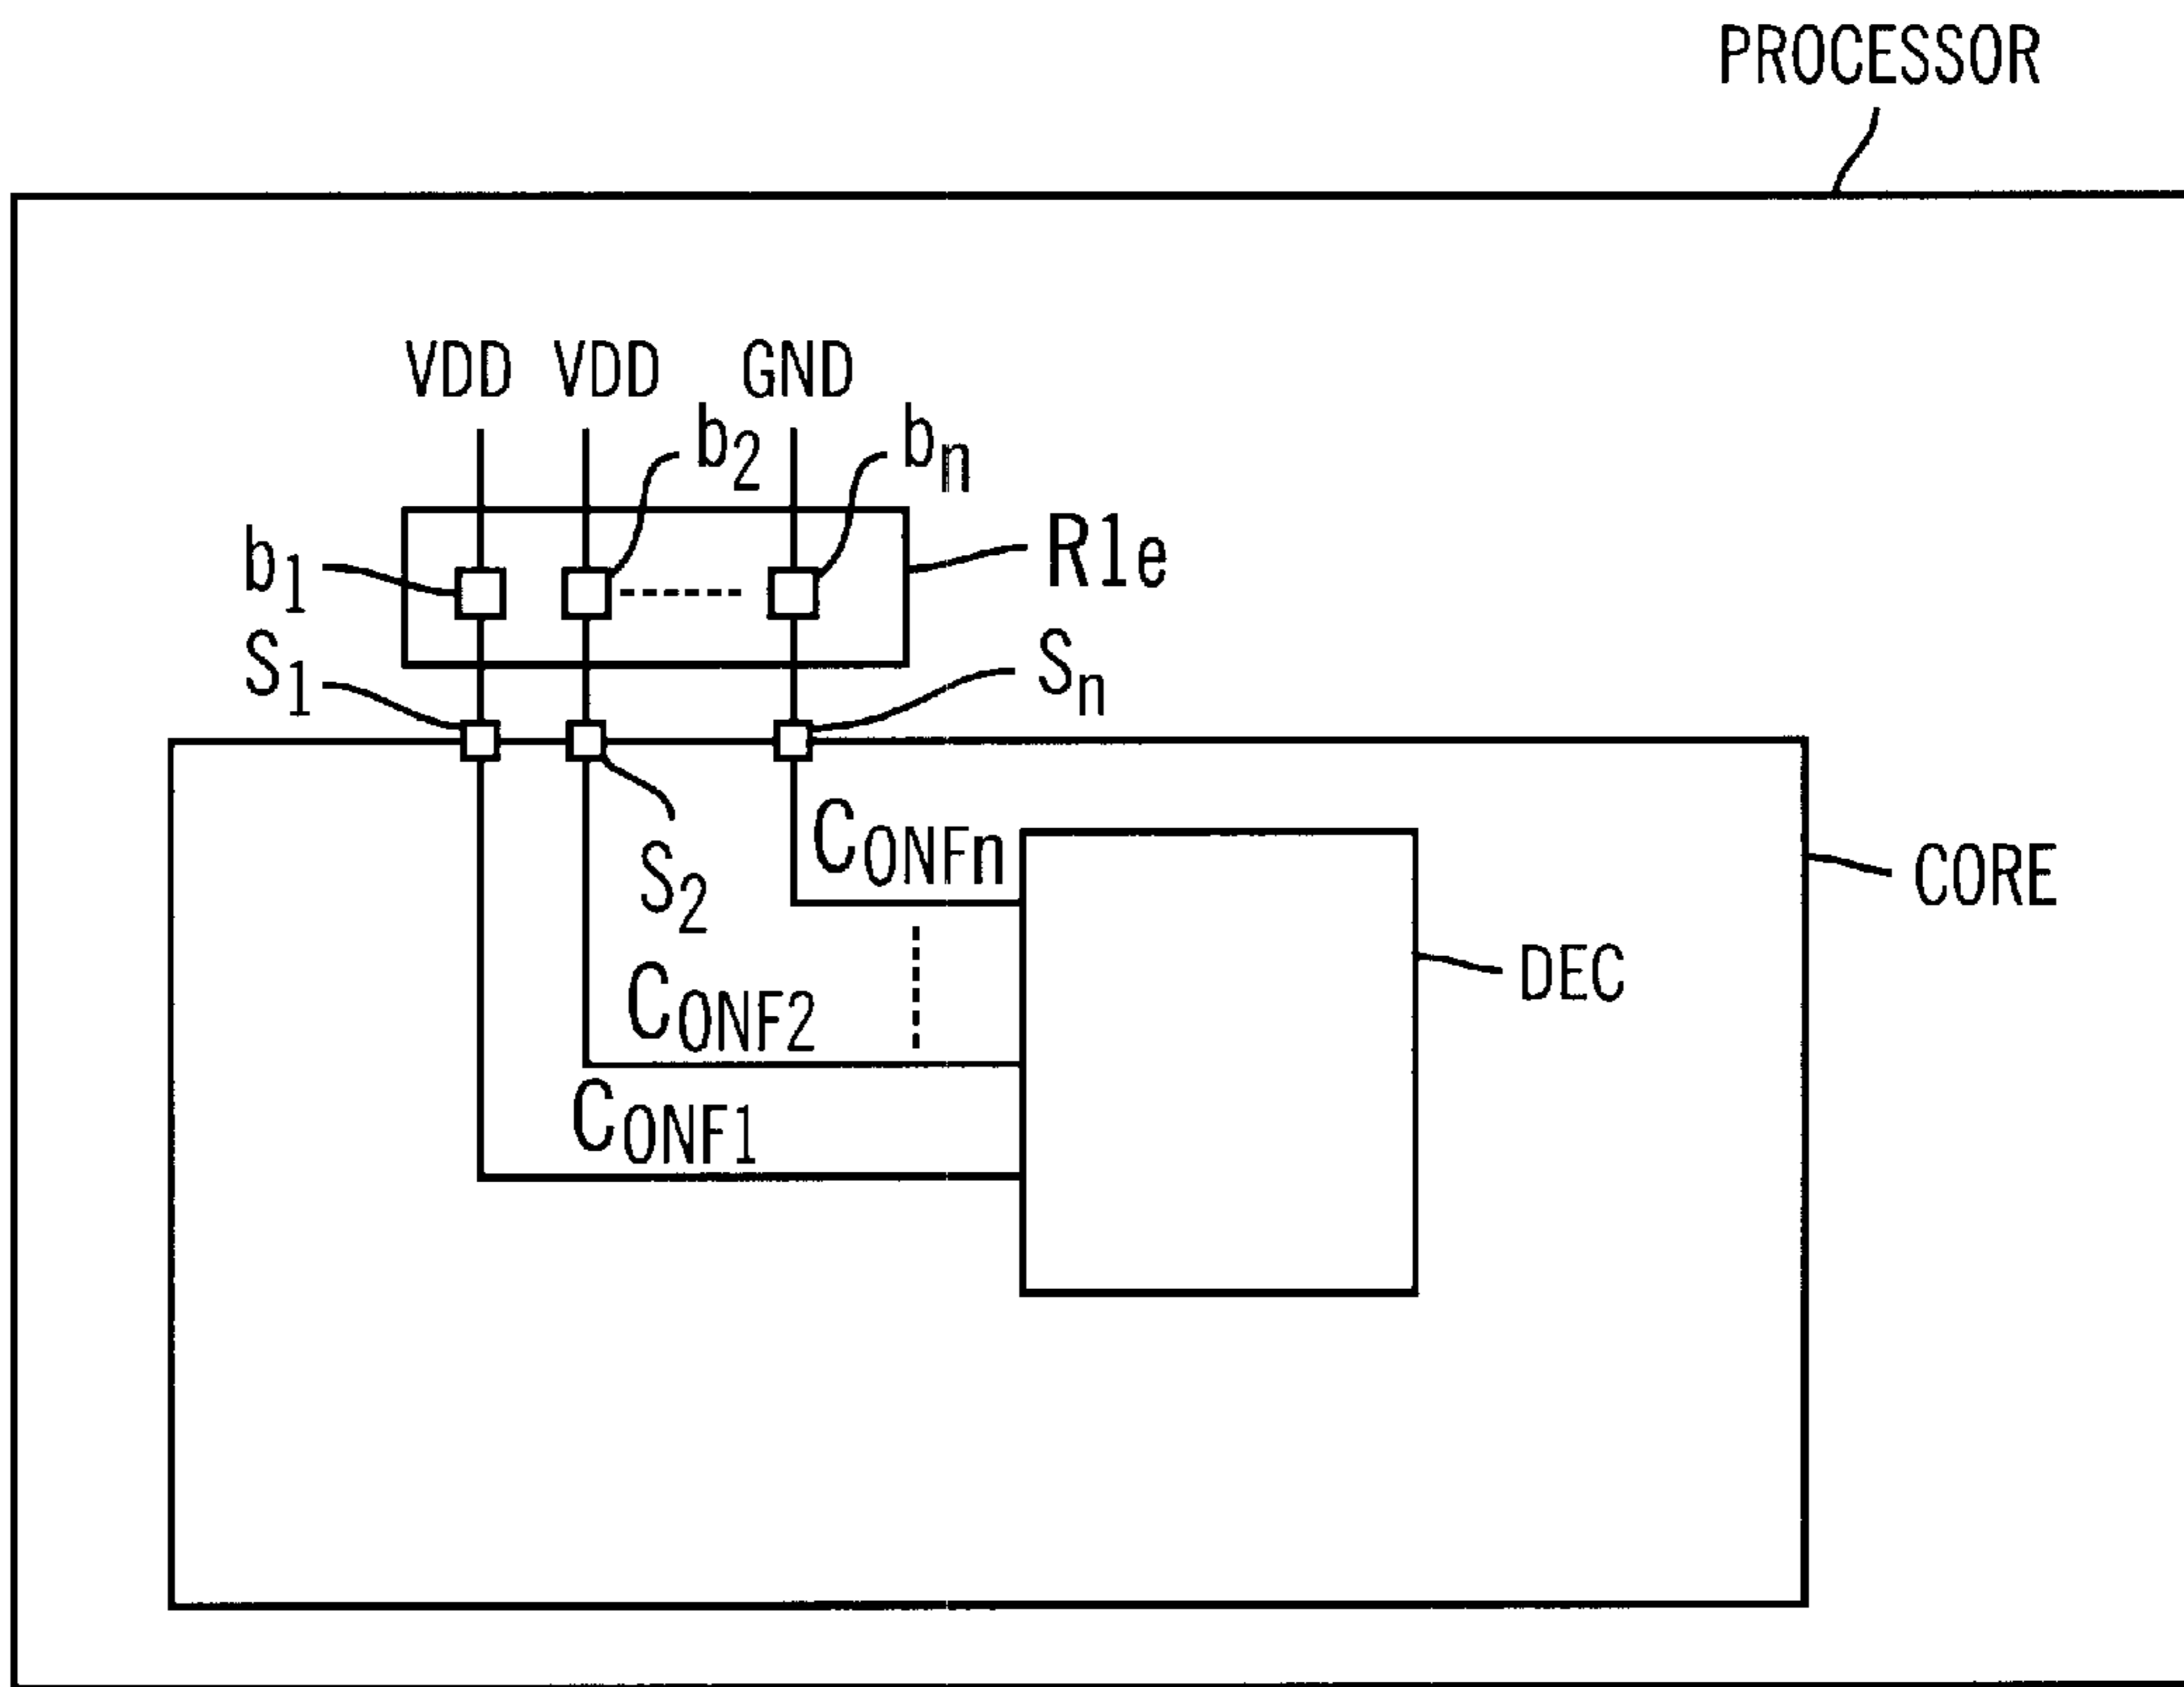 PROCESSOR
VDD VDD GND
b2 bn
b1 R1e
S1 Sn
S2 CONFn CORE
CONF2 DEC
CONF1